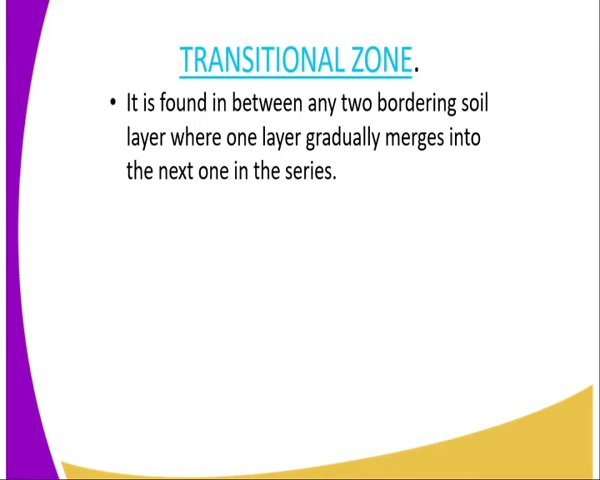 TRANSITIONAL ZONE.
• It is found in between any two bordering soil
layer where one layer gradually merges into
the next one in the series.